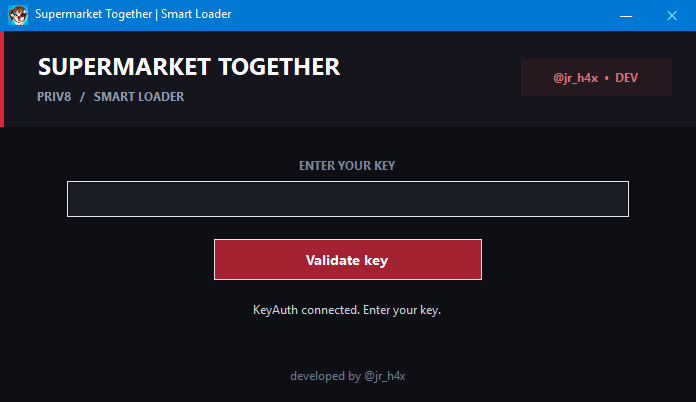 Supermarket Together | Smart Loader
SUPERMARKET TOGETHER
PRIV8 / SMART LOADER
@jr_h4x • DEV
ENTER YOUR KEY
Validate key
KeyAuth connected. Enter your key.
developed by @jr_h4x